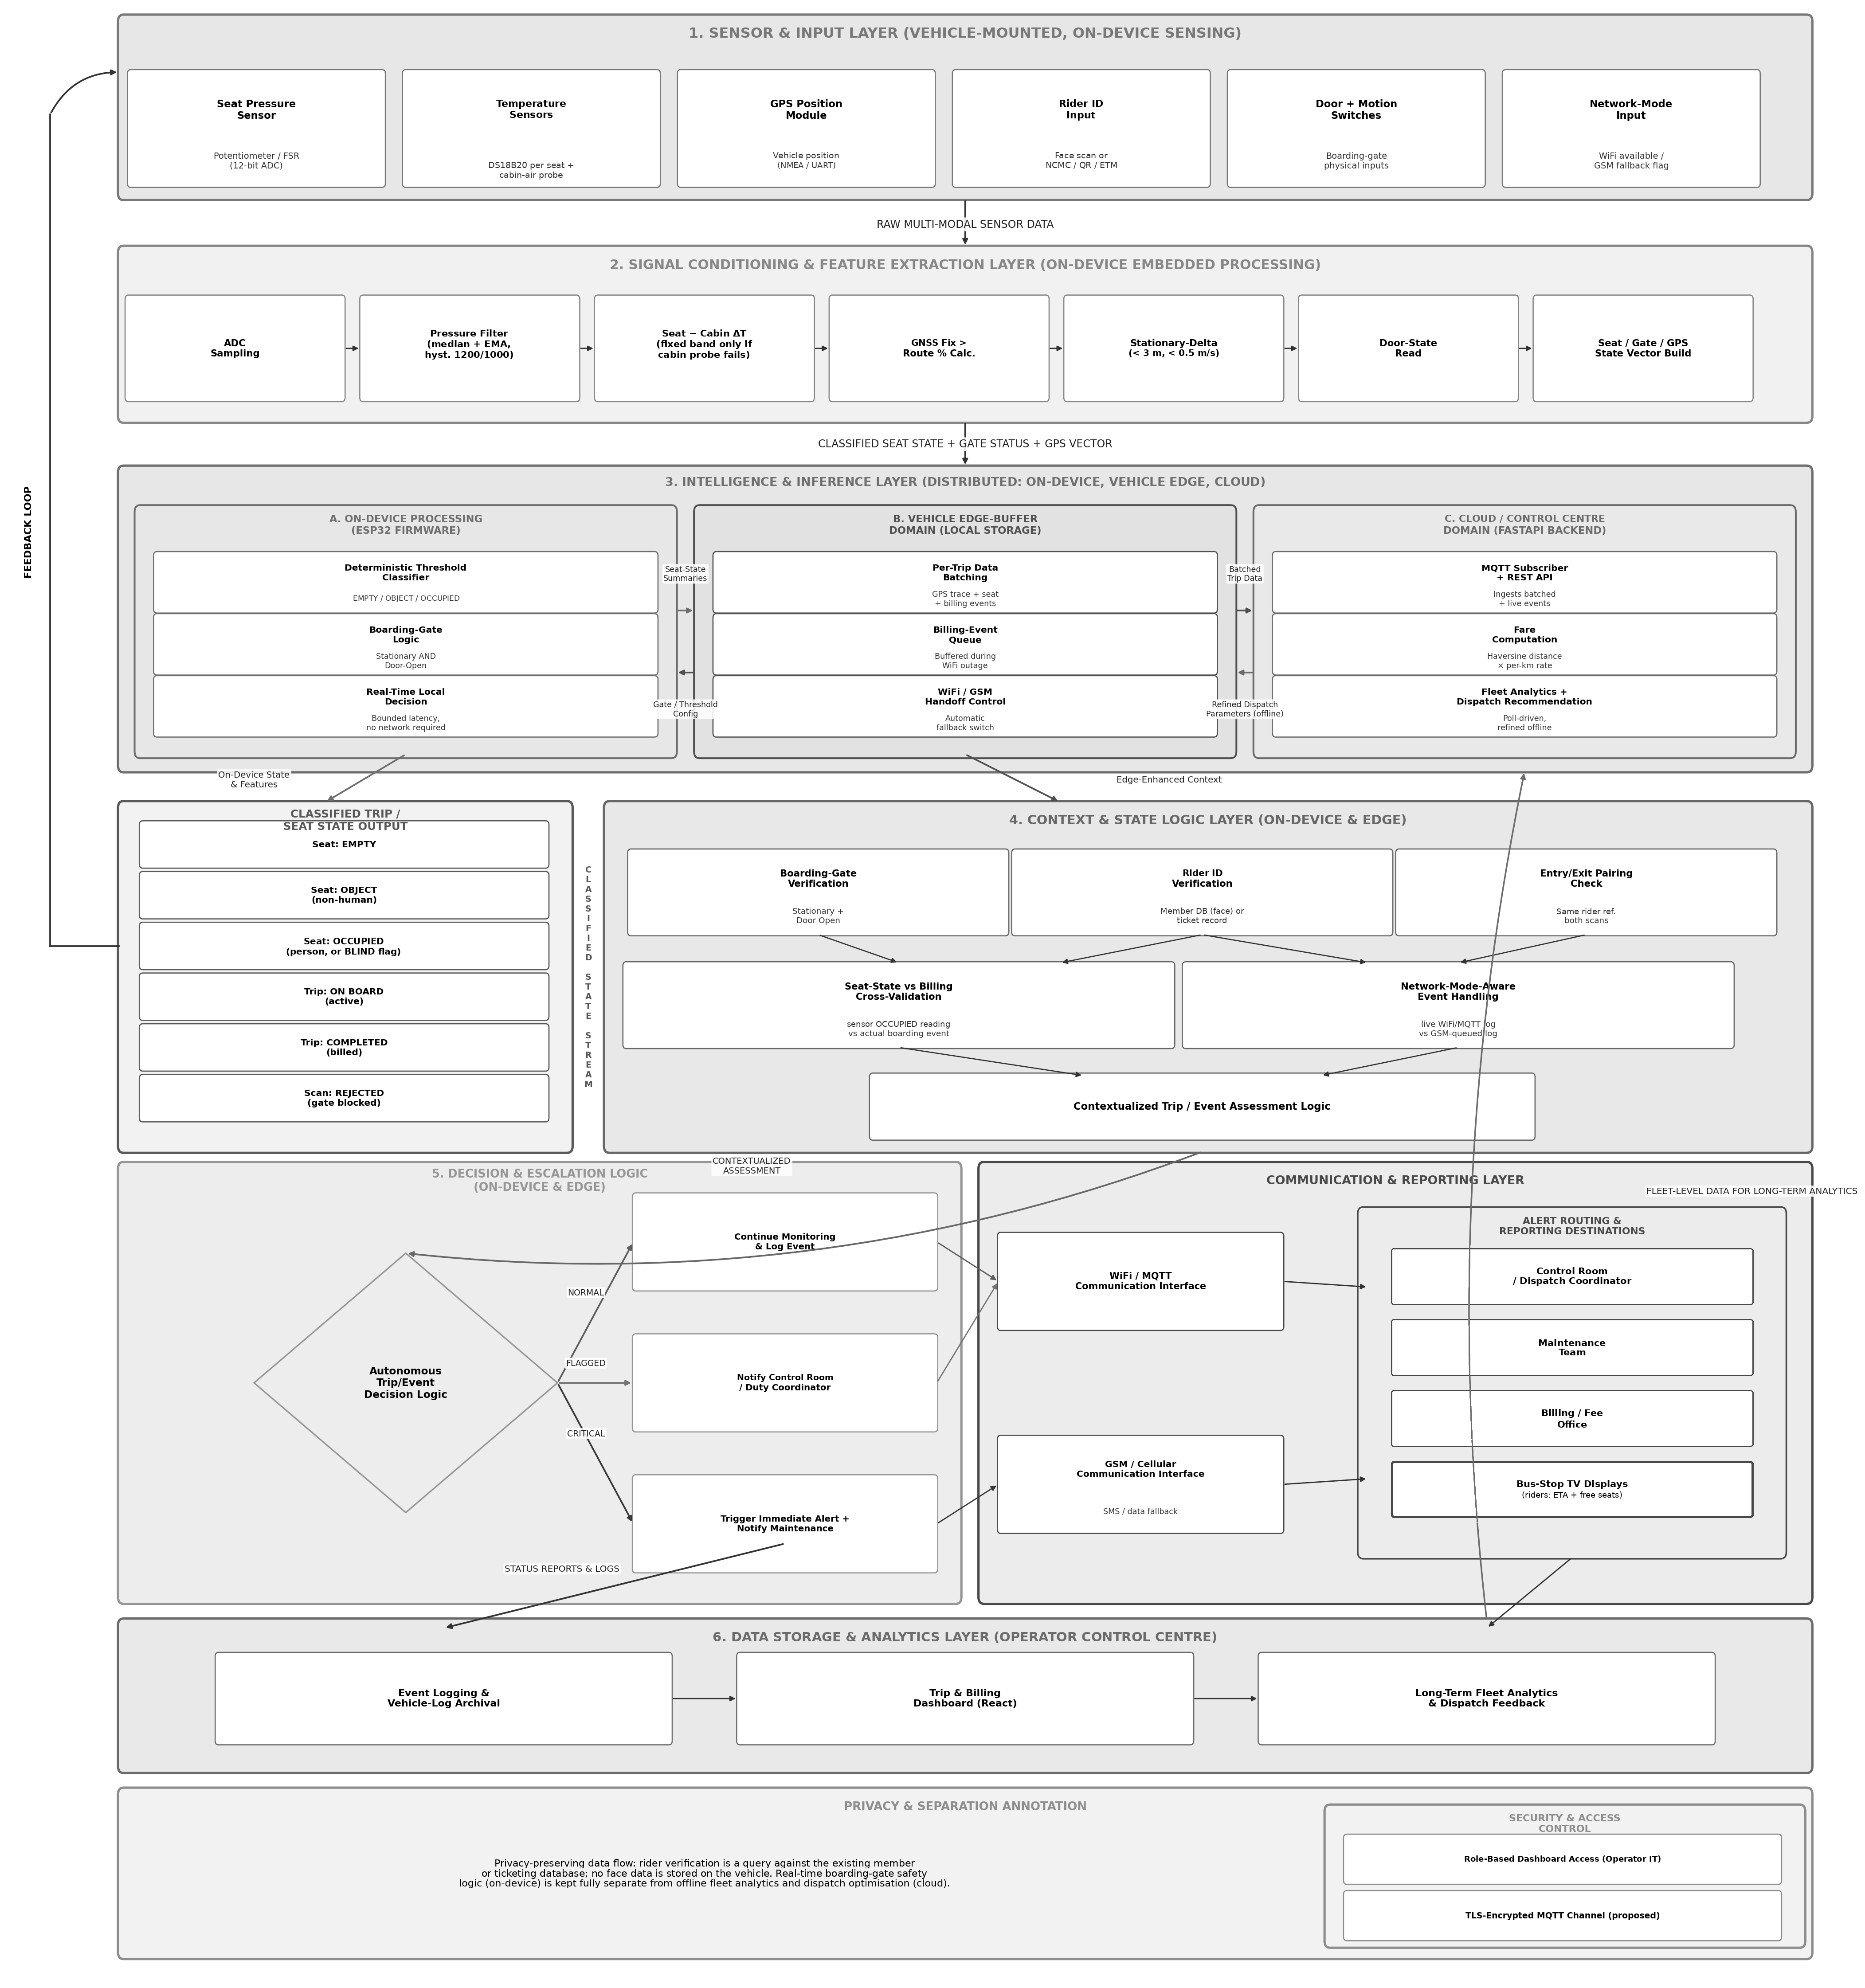 1. SENSOR & INPUT LAYER (VEHICLE-MOUNTED, ON-DEVICE SENSING)
Seat Pressure
Sensor
Potentiometer / FSR
(12-bit ADC)
Temperature
Sensors
DS18B20 per seat +
cabin-air probe
GPS Position
Module
Vehicle position
(NMEA / UART)
Rider ID
Input
Face scan or
NCMC / QR / ETM
Door + Motion
Switches
Boarding-gate
physical inputs
Network-Mode
Input
WiFi available /
GSM fallback flag
RAW MULTI-MODAL SENSOR DATA
2. SIGNAL CONDITIONING & FEATURE EXTRACTION LAYER (ON-DEVICE EMBEDDED PROCESSING)
ADC
Sampling
Pressure Filter
(median + EMA,
hyst. 1200/1000)
Seat − Cabin ΔT
(fixed band only if
cabin probe fails)
GNSS Fix >
Route % Calc.
Stationary-Delta
(< 3 m, < 0.5 m/s)
Door-State
Read
Seat / Gate / GPS
State Vector Build
CLASSIFIED SEAT STATE + GATE STATUS + GPS VECTOR
FEEDBACK LOOP
3. INTELLIGENCE & INFERENCE LAYER (DISTRIBUTED: ON-DEVICE, VEHICLE EDGE, CLOUD)
A. ON-DEVICE PROCESSING
(ESP32 FIRMWARE)
Deterministic Threshold
Classifier
EMPTY / OBJECT / OCCUPIED
Boarding-Gate
Logic
Stationary AND
Door-Open
Real-Time Local
Decision
Bounded latency,
no network required
Seat-State
Summaries
Gate / Threshold
Config
B. VEHICLE EDGE-BUFFER
DOMAIN (LOCAL STORAGE)
Per-Trip Data
Batching
GPS trace + seat
+ billing events
Billing-Event
Queue
Buffered during
WiFi outage
WiFi / GSM
Handoff Control
Automatic
fallback switch
Batched
Trip Data
Refined Dispatch
Parameters (offline)
C. CLOUD / CONTROL CENTRE
DOMAIN (FASTAPI BACKEND)
MQTT Subscriber
+ REST API
Ingests batched
+ live events
Fare
Computation
Haversine distance
× per-km rate
Fleet Analytics +
Dispatch Recommendation
Poll-driven,
refined offline
On-Device State
& Features
Edge-Enhanced Context
CLASSIFIED TRIP /
SEAT STATE OUTPUT
Seat: EMPTY
Seat: OBJECT
(non-human)
Seat: OCCUPIED
(person, or BLIND flag)
Trip: ON BOARD
(active)
Trip: COMPLETED
(billed)
Scan: REJECTED
(gate blocked)
CLASSIFIED STATE STREAM
4. CONTEXT & STATE LOGIC LAYER (ON-DEVICE & EDGE)
Boarding-Gate
Verification
Stationary +
Door Open
Rider ID
Verification
Member DB (face) or
ticket record
Entry/Exit Pairing
Check
Same rider ref.
both scans
Seat-State vs Billing
Cross-Validation
sensor OCCUPIED reading
vs actual boarding event
Network-Mode-Aware
Event Handling
live WiFi/MQTT log
vs GSM-queued log
Contextualized Trip / Event Assessment Logic
CONTEXTUALIZED
ASSESSMENT
5. DECISION & ESCALATION LOGIC
(ON-DEVICE & EDGE)
Autonomous
Trip/Event
Decision Logic
NORMAL
FLAGGED
CRITICAL
Continue Monitoring
& Log Event
Notify Control Room
/ Duty Coordinator
Trigger Immediate Alert +
Notify Maintenance
STATUS REPORTS & LOGS
COMMUNICATION & REPORTING LAYER
FLEET-LEVEL DATA FOR LONG-TERM ANALYTICS
WiFi / MQTT
Communication Interface
GSM / Cellular
Communication Interface
SMS / data fallback
ALERT ROUTING &
REPORTING DESTINATIONS
Control Room
/ Dispatch Coordinator
Maintenance
Team
Billing / Fee
Office
Bus-Stop TV Displays
(riders: ETA + free seats)
6. DATA STORAGE & ANALYTICS LAYER (OPERATOR CONTROL CENTRE)
Event Logging &
Vehicle-Log Archival
Trip & Billing
Dashboard (React)
Long-Term Fleet Analytics
& Dispatch Feedback
PRIVACY & SEPARATION ANNOTATION
Privacy-preserving data flow: rider verification is a query against the existing member
or ticketing database; no face data is stored on the vehicle. Real-time boarding-gate safety
logic (on-device) is kept fully separate from offline fleet analytics and dispatch optimisation (cloud).
SECURITY & ACCESS
CONTROL
Role-Based Dashboard Access (Operator IT)
TLS-Encrypted MQTT Channel (proposed)